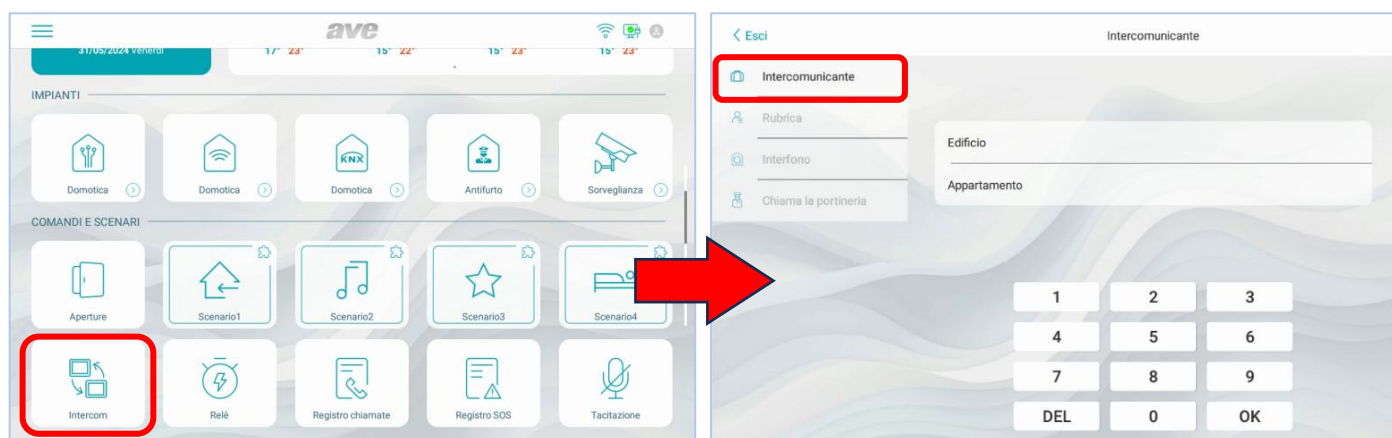 ave
31/05/2024 Venerdì
17° 23° 15° 22° 15° 23° 15° 23°
IMPIANTI
KNX
Domotica Domotica Domotica Antifurto Sorveglianza
COMANDI E SCENARI
Aperture Scenario1 Scenario2 Scenario3 Scenario4
Intercom Relè Registro chiamate Registro SOS Tacitazione
Esci
Intercomunicante
Intercomunicante
Rubrica
Interfono
Chiama la portineria
Edificio
Appartamento
1 2 3
4 5 6
7 8 9
DEL 0 OK